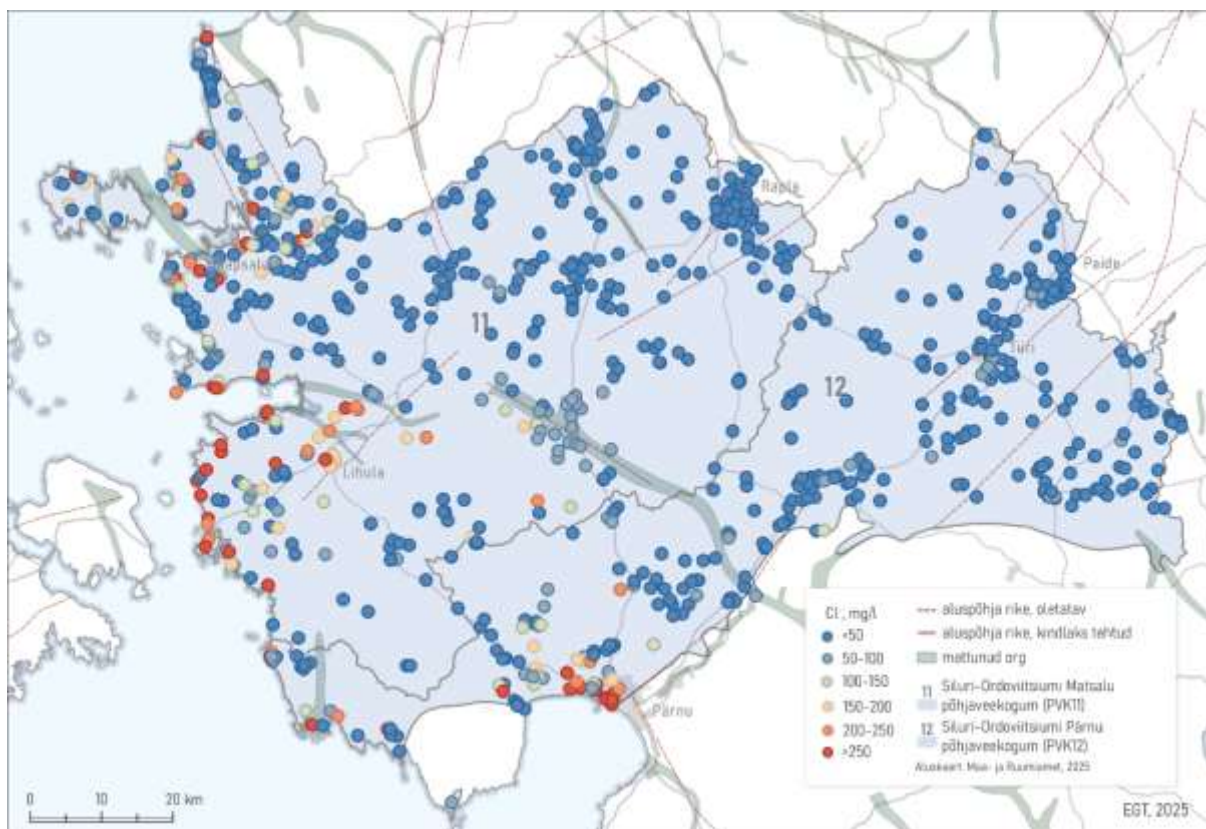 Rapla
Paide
Haapsalu
11
Türi
12
Lihula
Pärnu
Cl⁻, mg/l
<50
50-100
100-150
150-200
200-250
>250
aluspõhja rike, oletatav
aluspõhja rike, kindlaks tehtud
mattunud org
11 Siluri-Ordoviitsiumi Matsalu
põhjaveekogum (PVK11)
12 Siluri-Ordoviitsiumi Pärnu
põhjaveekogum (PVK12)
Aluskaart: Maa- ja Ruumiamet, 2025
0 10 20 km
EGT, 2025